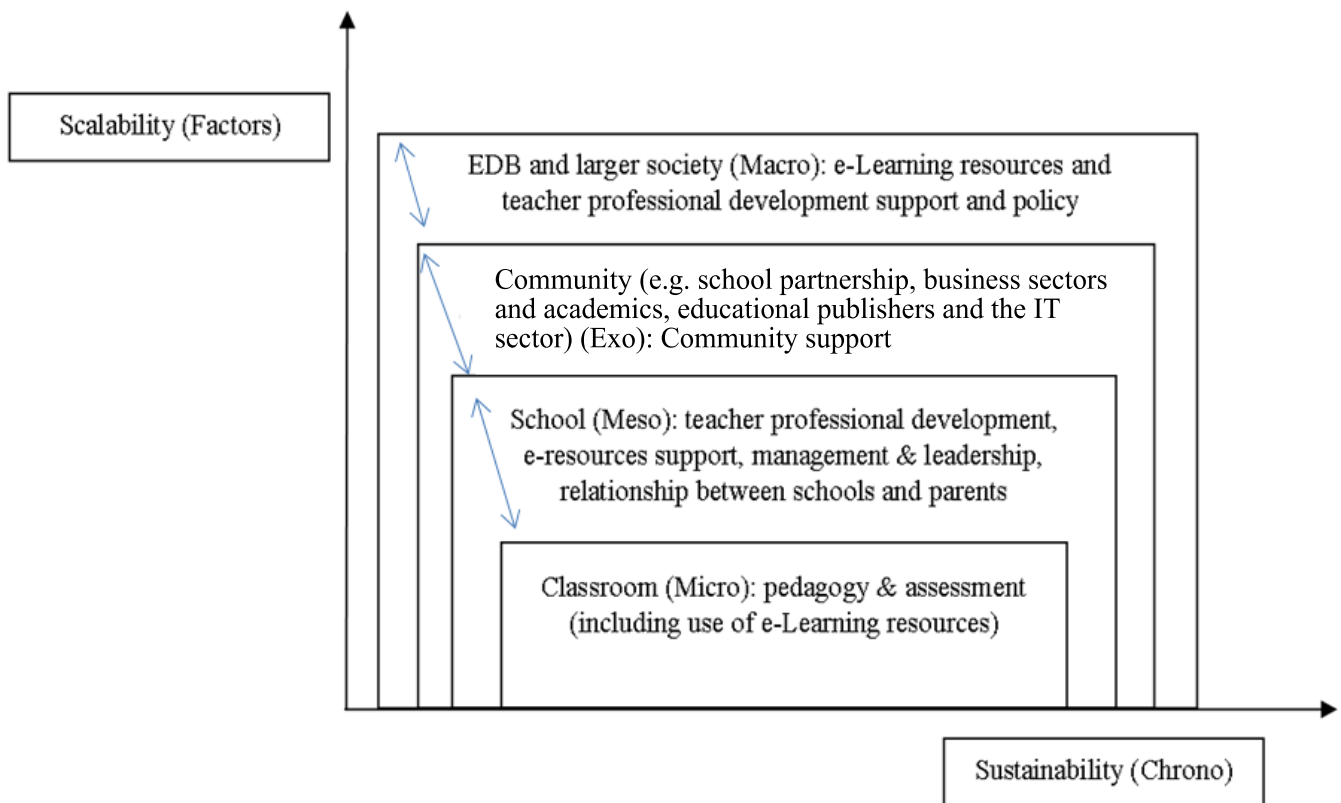 Scalability (Factors)
EDB and larger society (Macro): e-Learning resources and
teacher professional development support and policy
Community (e.g. school partnership, business sectors
and academics, educational publishers and the IT
sector) (Exo): Community support
School (Meso): teacher professional development,
e-resources support, management & leadership,
relationship between schools and parents
Classroom (Micro): pedagogy & assessment
(including use of e-Learning resources)
Sustainability (Chrono)